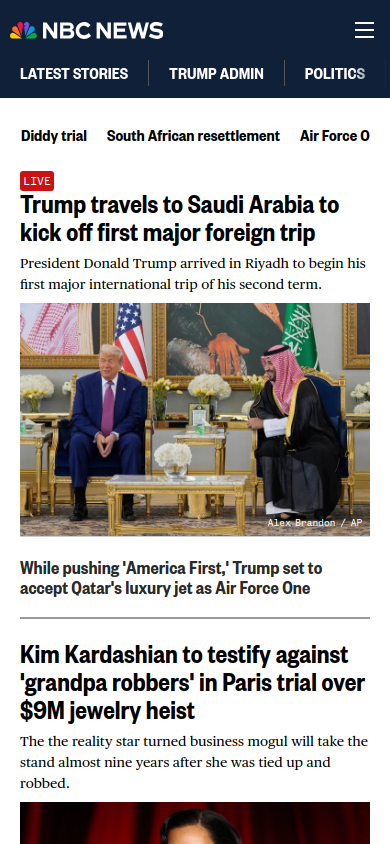 NBC NEWS
LATEST STORIES
TRUMP ADMIN
POLITICS
Diddy trial
South African resettlement
Air Force O
LIVE
Trump travels to Saudi Arabia to
kick off first major foreign trip
President Donald Trump arrived in Riyadh to begin his
first major international trip of his second term.
Alex Brandon / AP
While pushing 'America First,' Trump set to
accept Qatar's luxury jet as Air Force One
Kim Kardashian to testify against
'grandpa robbers' in Paris trial over
$9M jewelry heist
The the reality star turned business mogul will take the
stand almost nine years after she was tied up and
robbed.